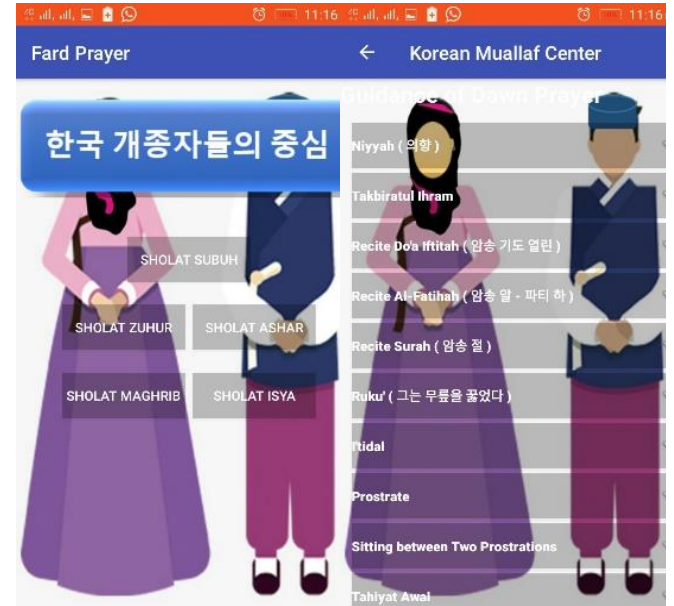 11:16
Fard Prayer
한국 개종자들의 중심
SHOLAT SUBUH
SHOLAT ZUHUR
SHOLAT ASHAR
SHOLAT MAGHRIB
SHOLAT ISYA
11:16
Korean Muallaf Center
Guidance of Dawn Prayer
Niyyah ( 의향 )
Takbiratul Ihram
Recite Do'a Iftitah ( 암송 기도 열린 )
Recite Al-Fatihah ( 암송 알 - 파티 하 )
Recite Surah ( 암송 절 )
Ruku' ( 그는 무릎을 꿇었다 )
I'tidal
Prostrate
Sitting between Two Prostrations
Tahiyat Awal